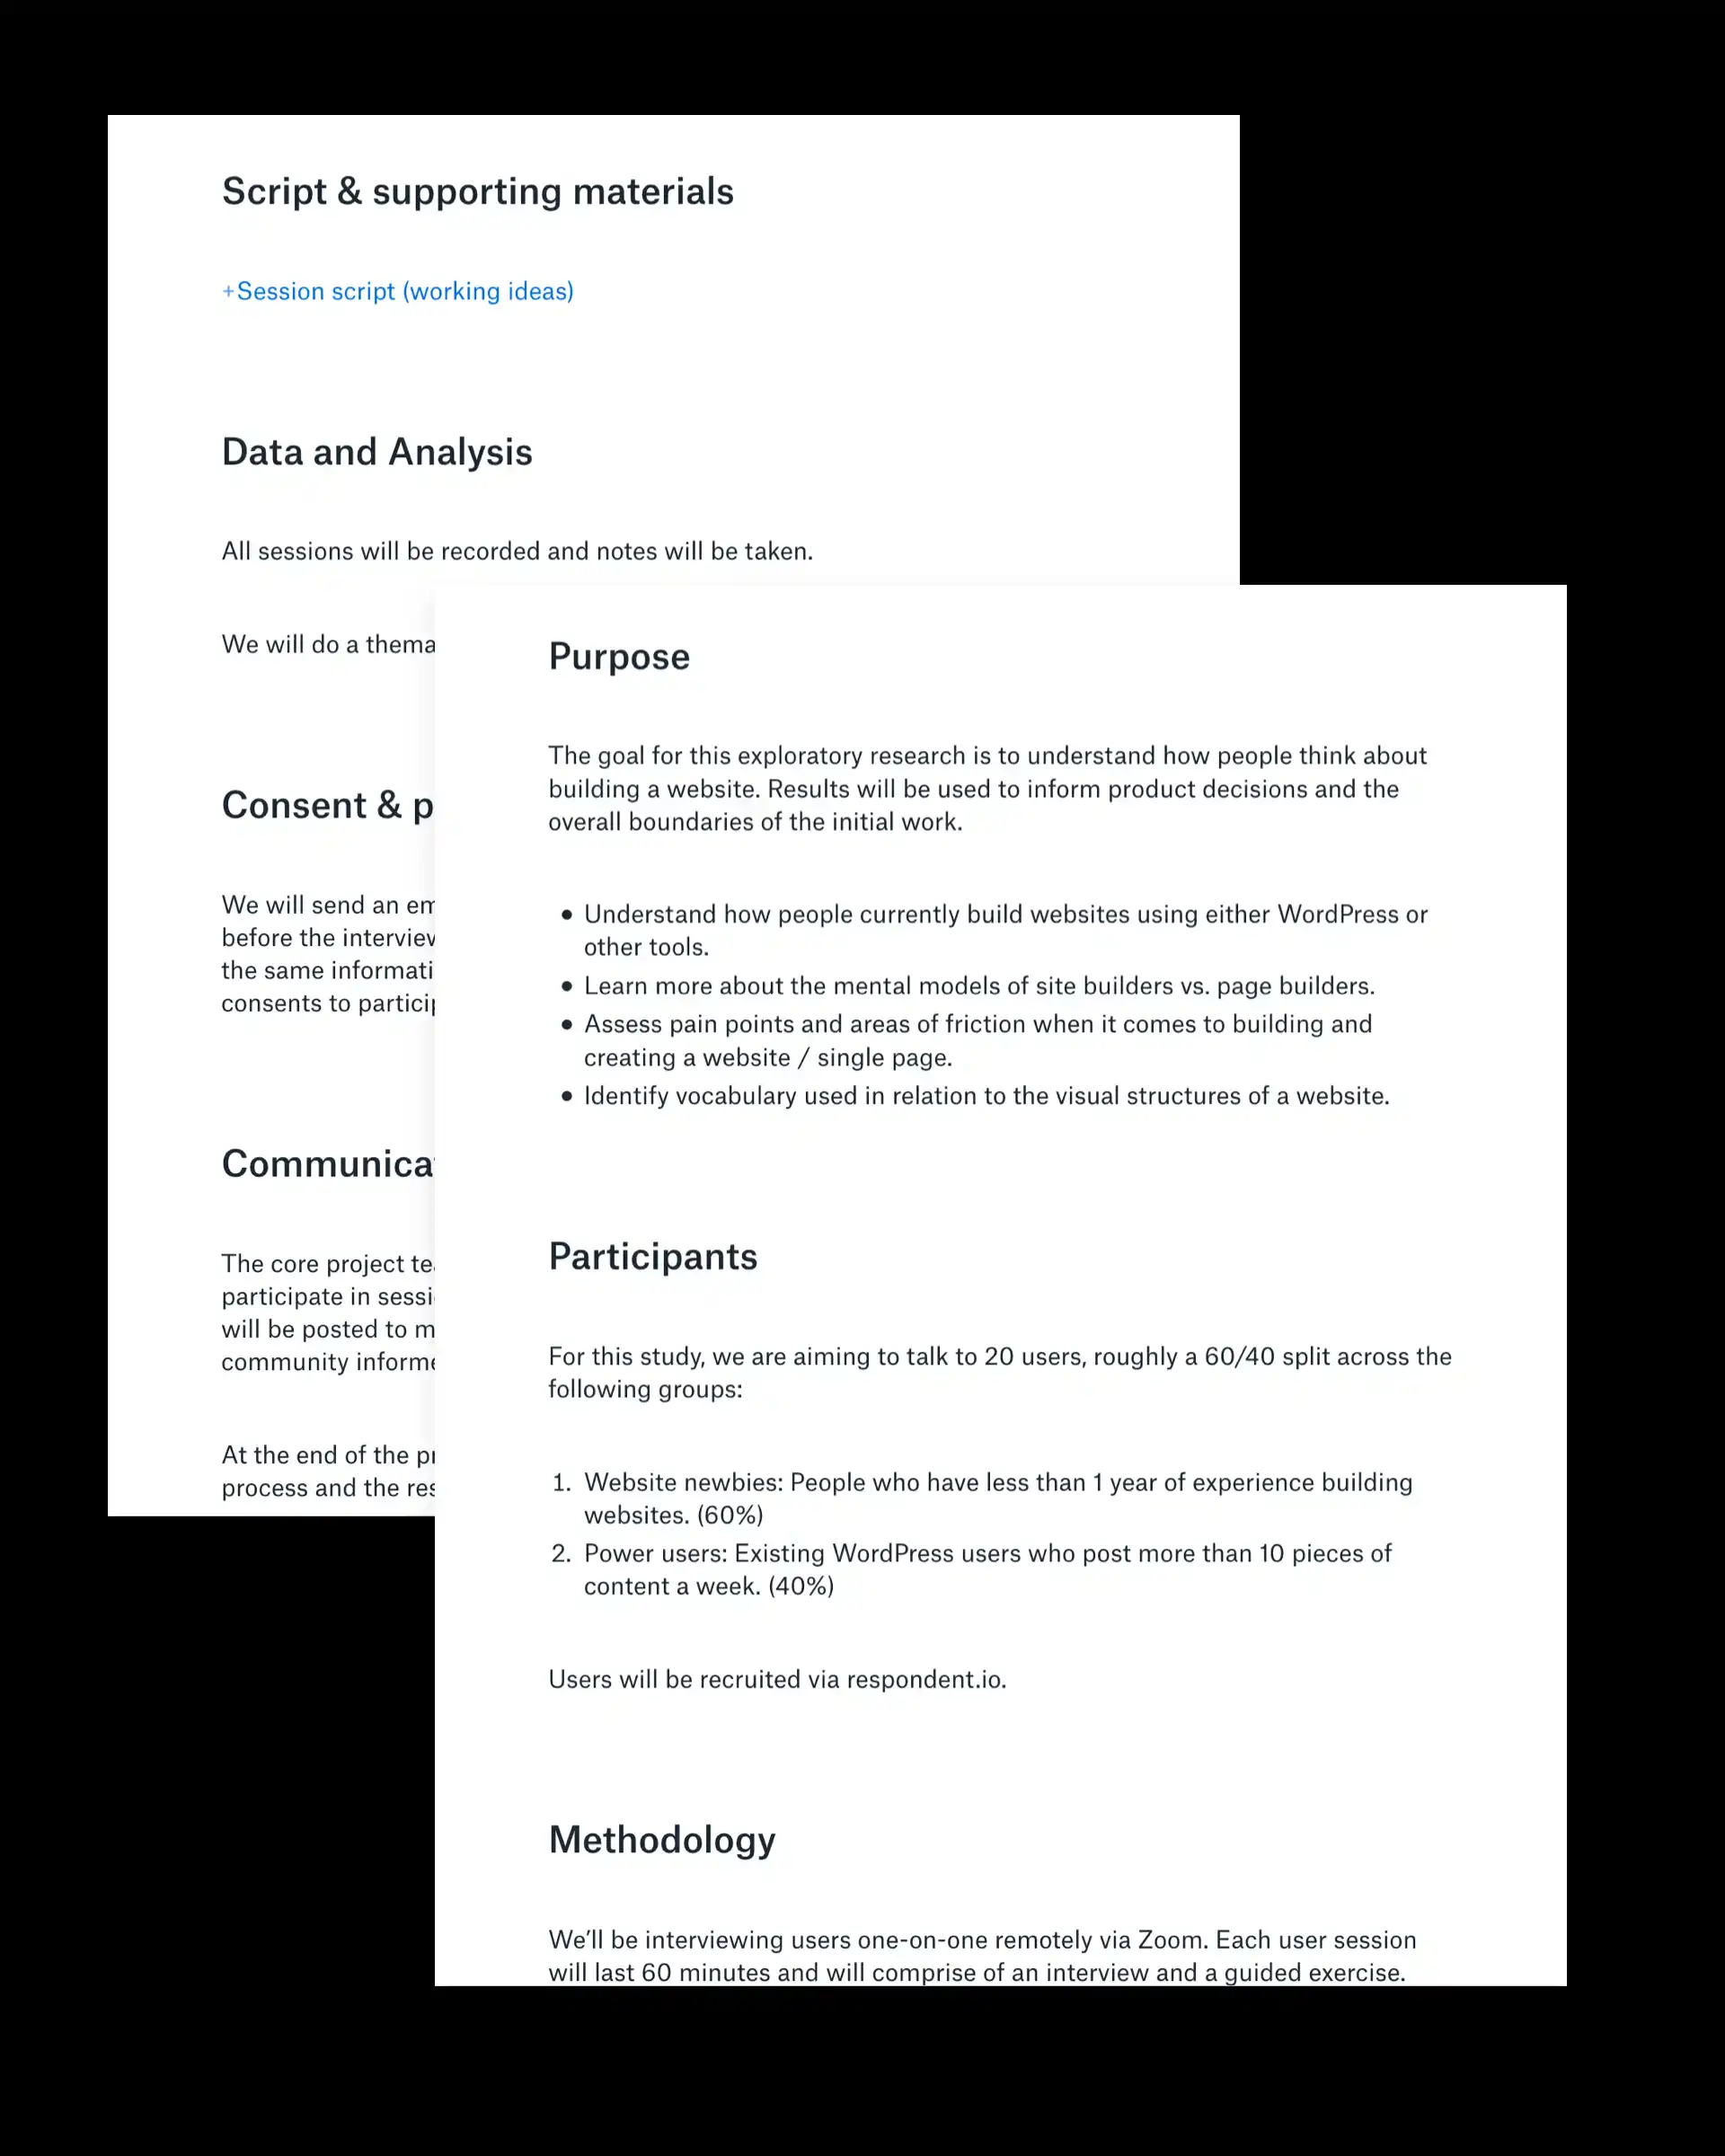 Script & supporting materials
+Session script (working ideas)
Data and Analysis
All sessions will be recorded and notes will be taken.
We will do a
Consent &
We will send an
before the
the same
consents to
The core project
participate in
will be posted to
community
At the end of the
process and the
Purpose
The goal for this exploratory research is to understand how people think about
building a website. Results will be used to inform product decisions and the
overall boundaries of the initial work.
• Understand how people currently build websites using either WordPress or
other tools.
• Learn more about the mental models of site builders vs. page builders.
• Assess pain points and areas of friction when it comes to building and
creating a website / single page.
• Identify vocabulary used in relation to the visual structures of a website.
Participants
For this study, we are aiming to talk to 20 users, roughly a 60/40 split across the
following groups:
1. Website newbies: People who have less than 1 year of experience building
websites. (60%)
2. Power users: Existing WordPress users who post more than 10 pieces of
content a week. (40%)
Users will be recruited via respondent.io.
Methodology
We’ll be interviewing users one-on-one remotely via Zoom. Each user session
will last 60 minutes and will comprise of an interview and a guided exercise.